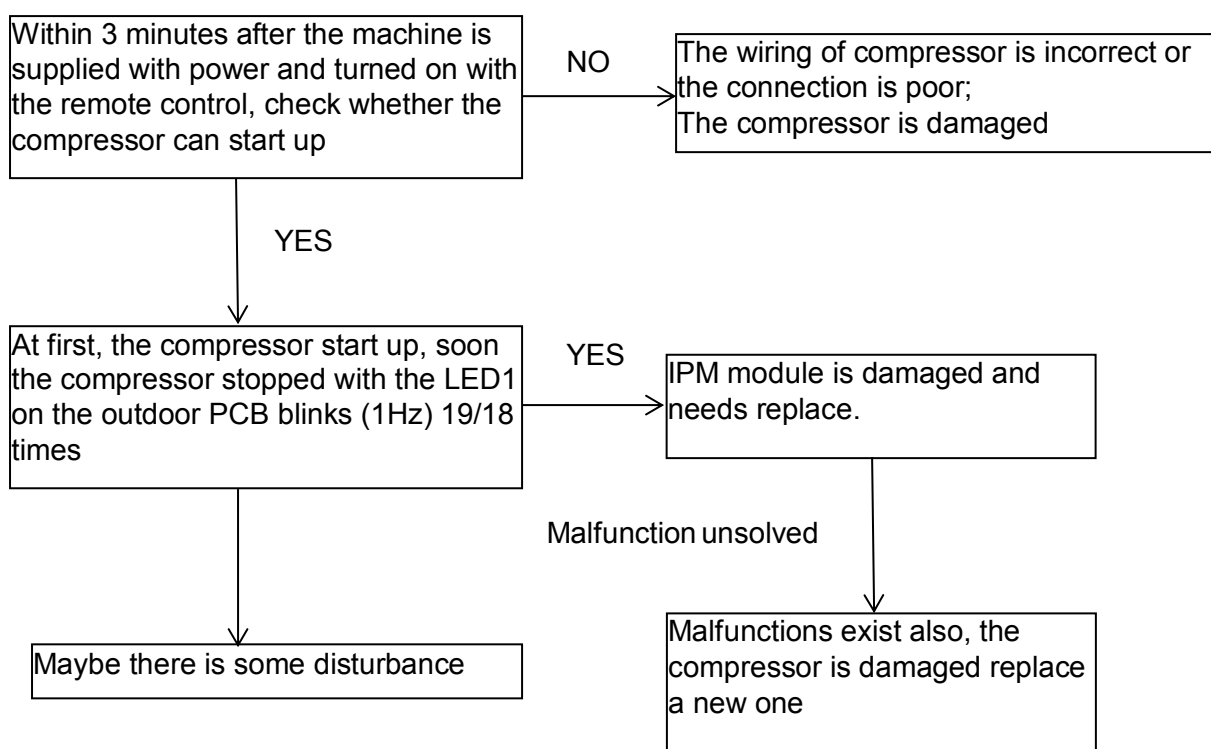 Within 3 minutes after the machine is
supplied with power and turned on with
the remote control, check whether the
compressor can start up
NO
The wiring of compressor is incorrect or
the connection is poor;
The compressor is damaged
YES
At first, the compressor start up, soon
the compressor stopped with the LED1
on the outdoor PCB blinks (1Hz) 19/18
times
YES
IPM module is damaged and
needs replace.
Malfunction unsolved
Maybe there is some disturbance
Malfunctions exist also, the
compressor is damaged replace
a new one